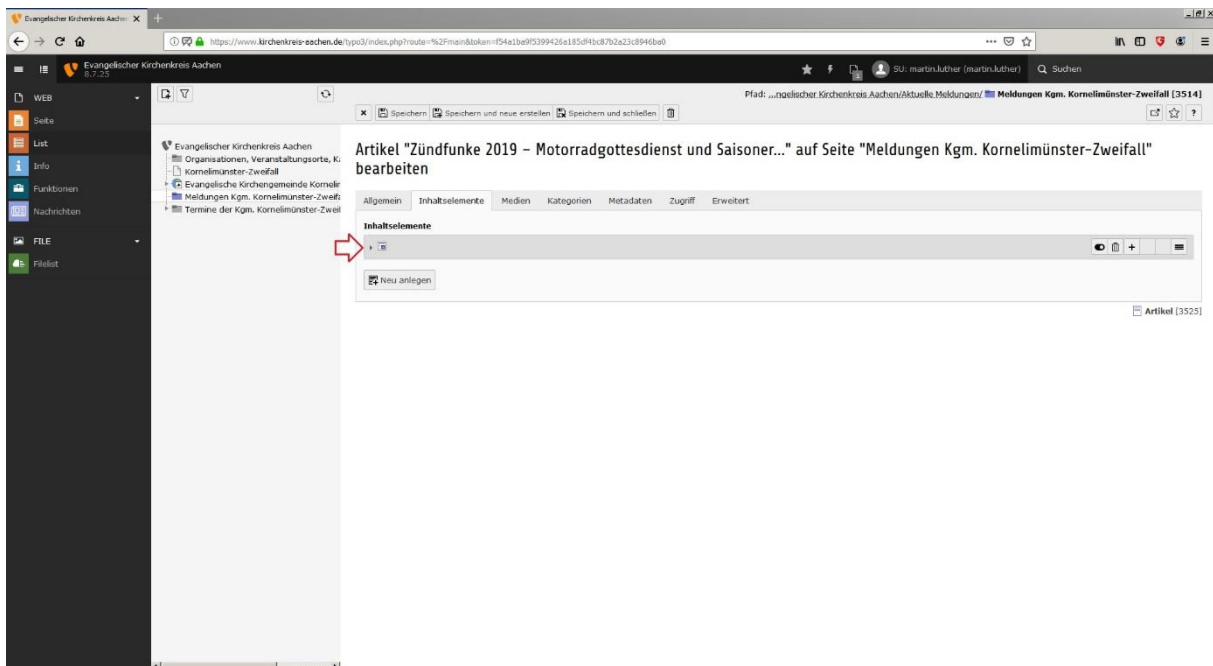 Evangelischer Kirchenkreis Aachen
https://www.kirchenkreis-aachen.de/typo3/index.php?route=%2Fmain&token=f54a1ba9f5399426a185df4bc87b2a23c8946ba0
Evangelischer Kirchenkreis Aachen
8.7.25
SU: martin.luther (martin.luther)
Suchen
WEB
Seite
List
Info
Funktionen
Nachrichten
FILE
Filelist
Evangelischer Kirchenkreis Aachen
Organisationen, Veranstaltungsorte, Ka
Kornelimünster-Zweifall
Evangelische Kirchengemeinde Kornelir
Meldungen Kgm. Kornelimünster-Zweifa
Termine der Kgm. Kornelimünster-Zweif
Pfad: ...ngelischer Kirchenkreis Aachen/Aktuelle Meldungen/ Meldungen Kgm. Kornelimünster-Zweifall [3514]
Speichern Speichern und neue erstellen Speichern und schließen
Artikel "Zündfunke 2019 – Motorradgottesdienst und Saisoner..." auf Seite "Meldungen Kgm. Kornelimünster-Zweifall"
bearbeiten
Allgemein Inhaltselemente Medien Kategorien Metadaten Zugriff Erweitert
Inhaltselemente
Neu anlegen
Artikel [3525]